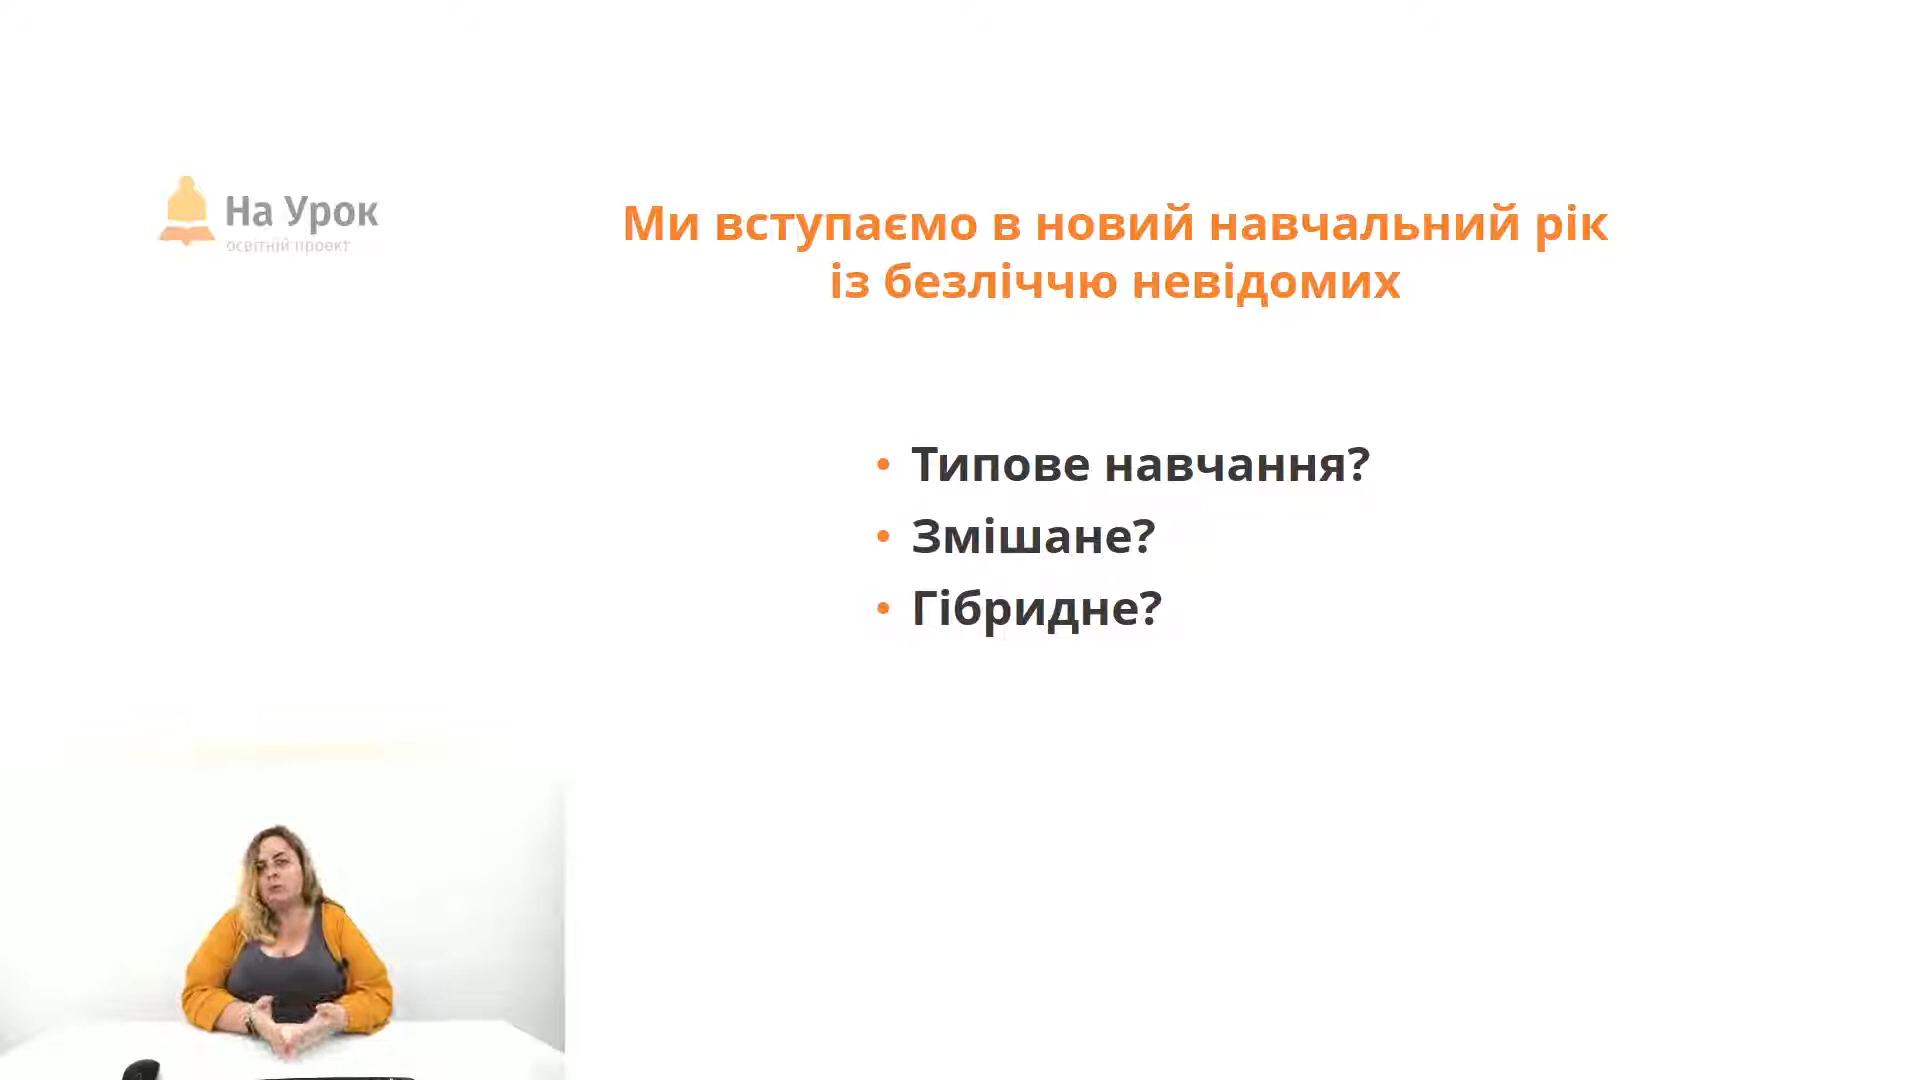 На Урок
освітній проект
Ми вступаємо в новий навчальний рік
із безліччю невідомих
• Типове навчання?
• Змішане?
• Гібридне?